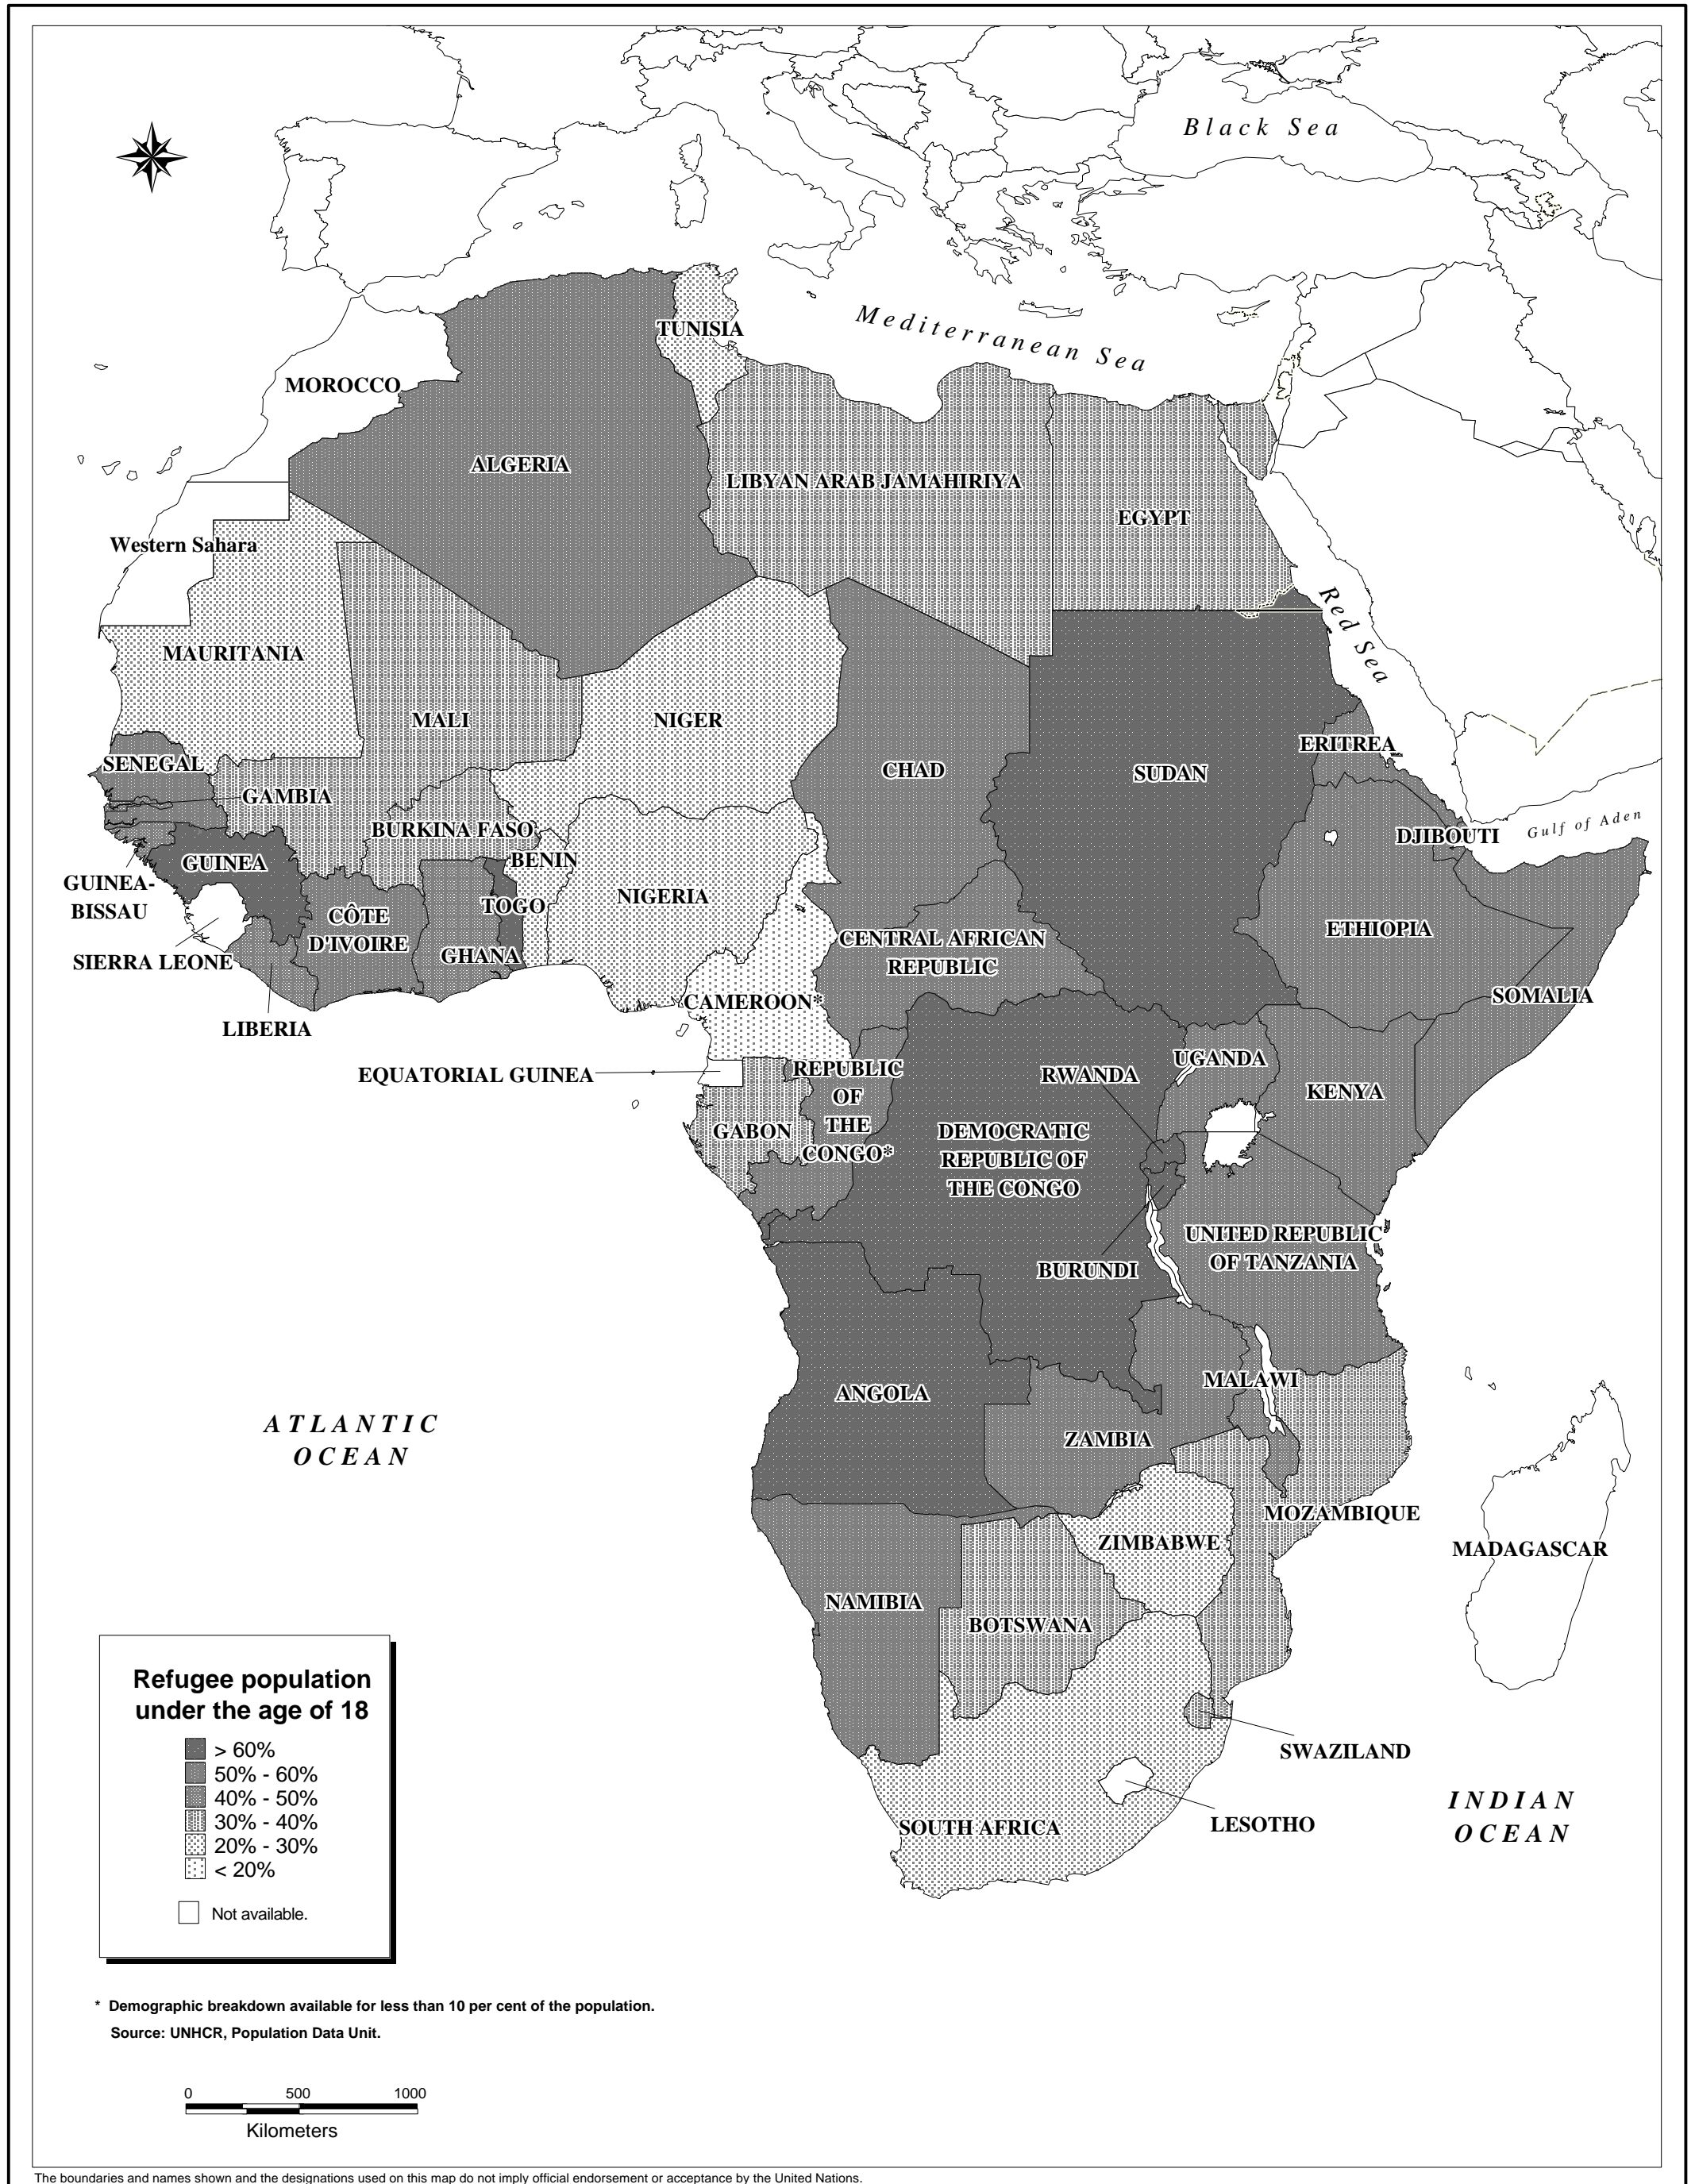 Black Sea
Mediterranean Sea
TUNISIA
MOROCCO
ALGERIA
LIBYAN ARAB JAMAHIRIYA
EGYPT
Western Sahara
Red Sea
MAURITANIA
MALI
NIGER
ERITREA
SENEGAL
CHAD
SUDAN
GAMBIA
BURKINA FASO
DJIBOUTI
Gulf of Aden
GUINEA
BENIN
GUINEA-
BISSAU
NIGERIA
TOGO
CÔTE
D'IVOIRE
ETHIOPIA
CENTRAL AFRICAN
REPUBLIC
GHANA
SIERRA LEONE
SOMALIA
CAMEROON*
LIBERIA
UGANDA
EQUATORIAL GUINEA
REPUBLIC
OF
THE
CONGO*
RWANDA
KENYA
GABON
DEMOCRATIC
REPUBLIC OF
THE CONGO
UNITED REPUBLIC
OF TANZANIA
BURUNDI
MALAWI
ANGOLA
ATLANTIC
OCEAN
ZAMBIA
MOZAMBIQUE
ZIMBABWE
MADAGASCAR
NAMIBIA
BOTSWANA
SWAZILAND
LESOTHO
SOUTH AFRICA
INDIAN
OCEAN
Refugee population
under the age of 18
> 60%
50% - 60%
40% - 50%
30% - 40%
20% - 30%
< 20%
Not available.
* Demographic breakdown available for less than 10 per cent of the population.
Source: UNHCR, Population Data Unit.
0 500 1000
Kilometers
The boundaries and names shown and the designations used on this map do not imply official endorsement or acceptance by the United Nations.